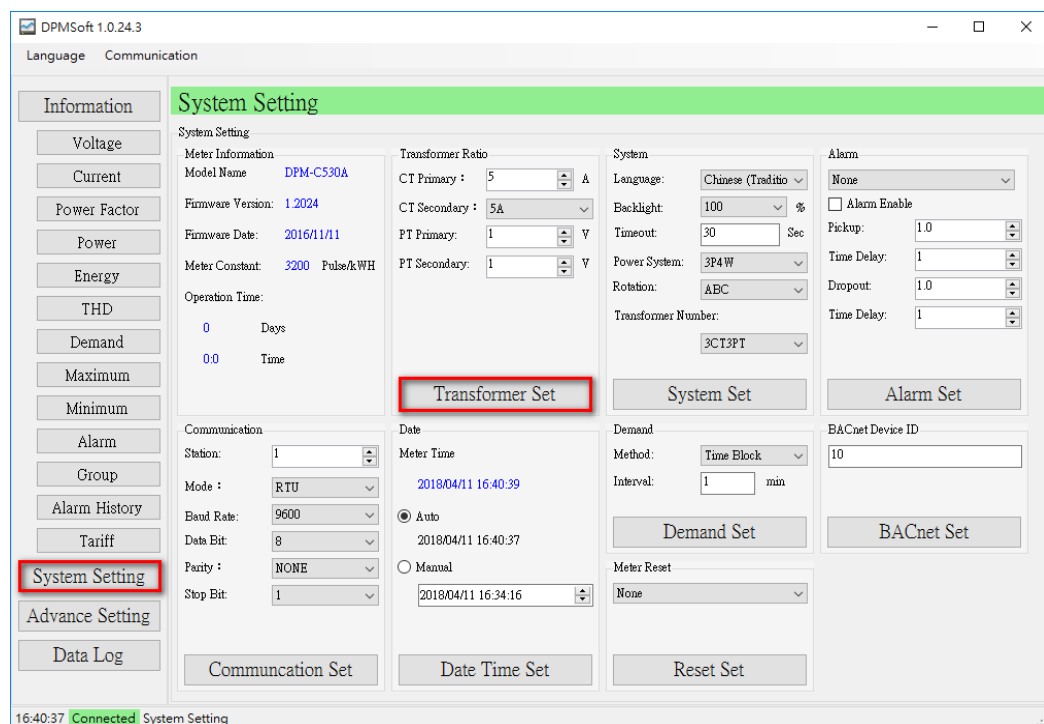 DPMSoft 1.0.24.3
Language Communication
Information
Voltage
Current
Power Factor
Power
Energy
THD
Demand
Maximum
Minimum
Alarm
Group
Alarm History
Tariff
System Setting
Advance Setting
Data Log
System Setting
System Setting
Meter Information
Model Name DPM-C530A
Firmware Version: 1.2024
Firmware Date: 2016/11/11
Meter Constant: 3200 Pulse/kWH
Operation Time:
0 Days
0:0 Time
Transformer Ratio
CT Primary : 5 A
CT Secondary : 5A
PT Primary: 1 V
PT Secondary: 1 V
Transformer Set
System
Language: Chinese (Traditio
Backlight: 100 %
Timeout: 30 Sec
Power System: 3P4W
Rotation: ABC
Transformer Number:
3CT3PT
System Set
Alarm
None
Alarm Enable
Pickup: 1.0
Time Delay: 1
Dropout: 1.0
Time Delay: 1
Alarm Set
Communication
Station: 1
Mode : RTU
Baud Rate: 9600
Data Bit: 8
Parity : NONE
Stop Bit: 1
Communcation Set
Date
Meter Time
2018/04/11 16:40:39
Auto
2018/04/11 16:40:37
Manual
2018/04/11 16:34:16
Date Time Set
Demand
Method: Time Block
Interval: 1 min
Demand Set
BACnet Device ID
10
BACnet Set
Meter Reset
None
Reset Set
16:40:37 Connected System Setting